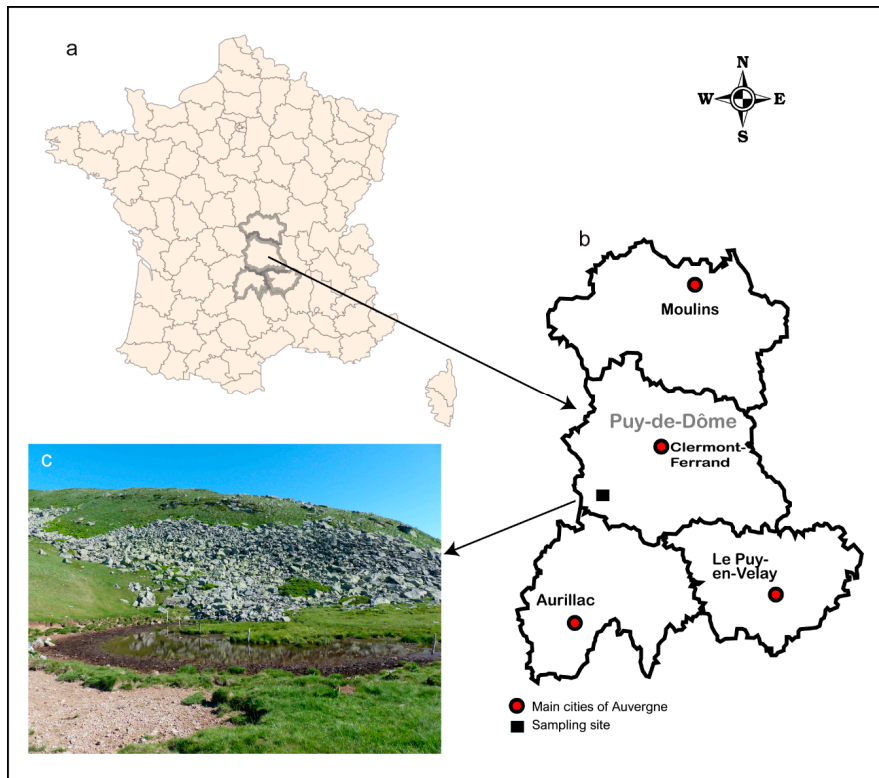 a
N
W
E
S
b
Moulins
Puy-de-Dôme
Clermont-
Ferrand
c
Le Puy-
en-Velay
Aurillac
Main cities of Auvergne
Sampling site